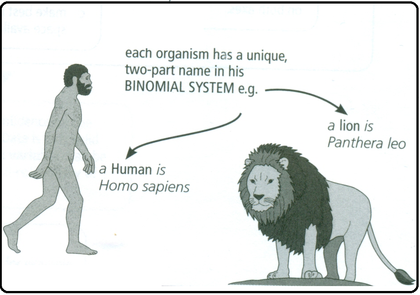 each organism has a unique,
two-part name in his
BINOMIAL SYSTEM e.g.
a lion is
Panthera leo
a Human is
Homo sapiens